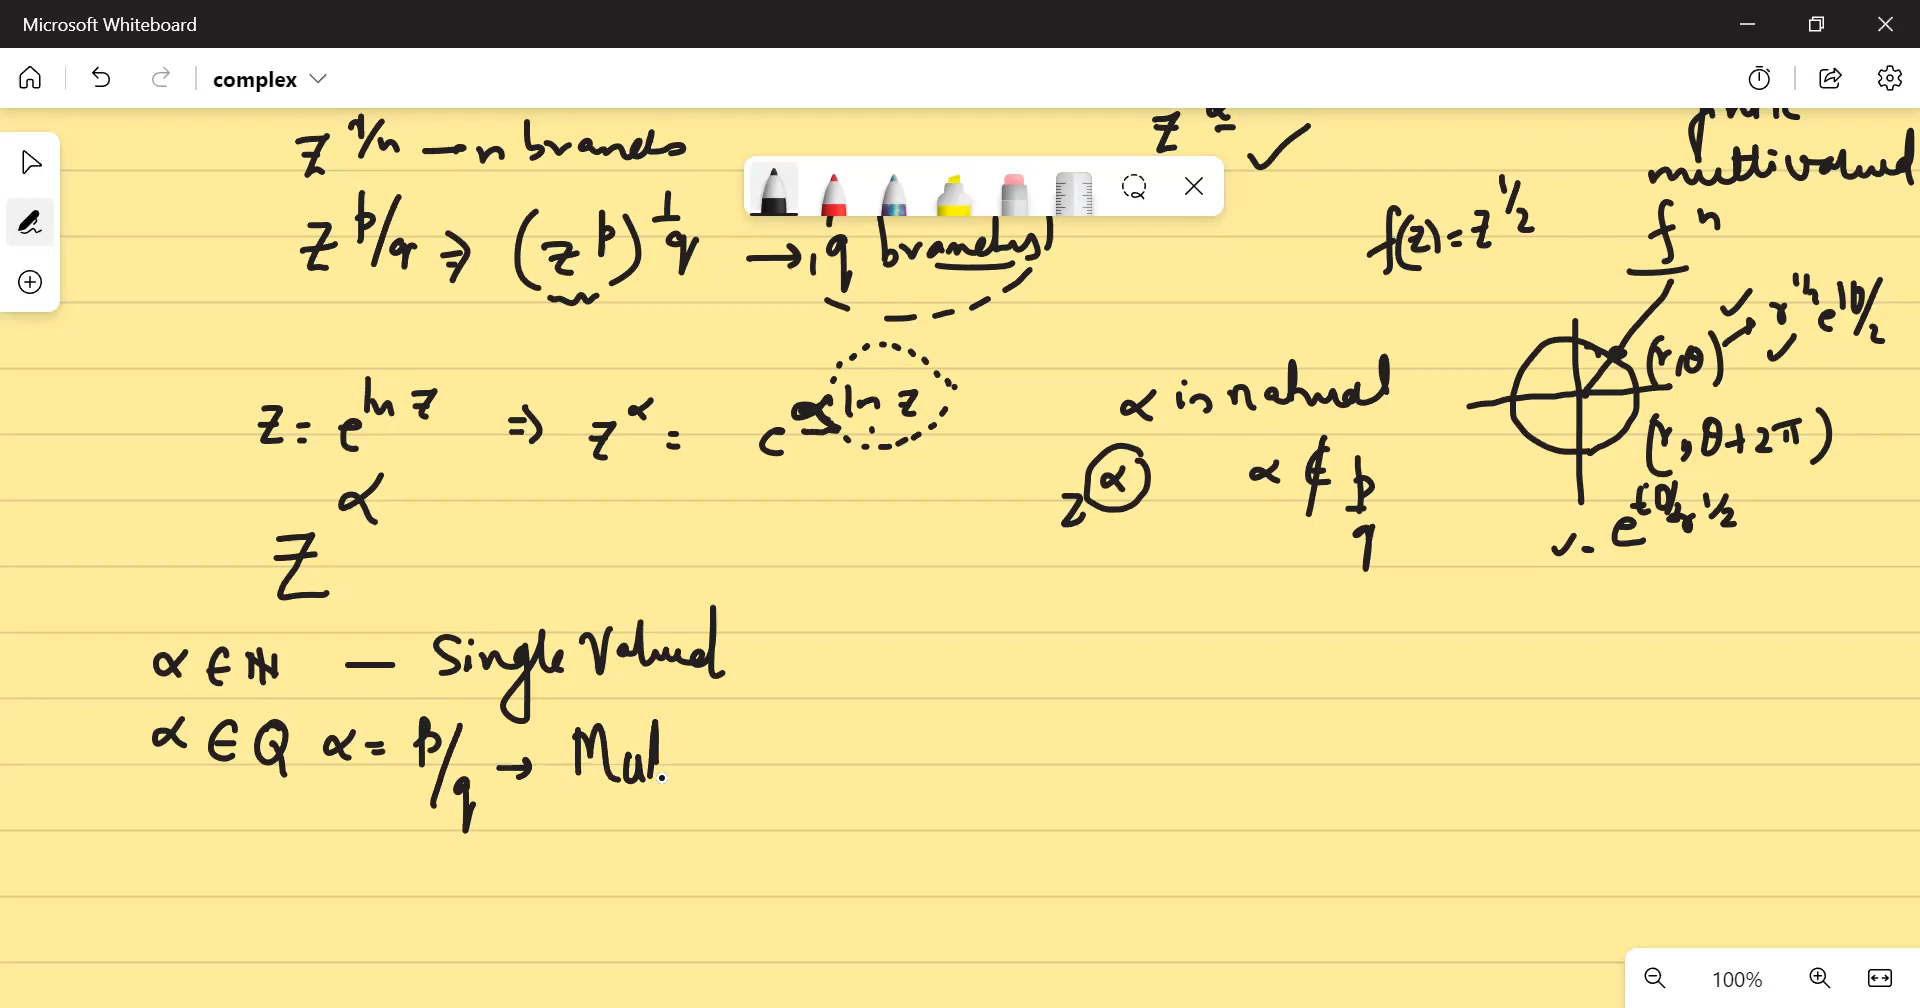 Microsoft Whiteboard
complex
z^{1/n} — n branches
z^{p/q} ⇒ (z^p)^{1/q} → q branches
z = e^{ln z} ⇒ z^α = e^{α ln z}
z^α
α ∈ N — Single Valued
α ∈ Q α = p/q → Mul
z^α ✓
α is natural
z^α α ∉ p/q
multivalued
f^n
f(z) = z^{1/2}
(r, θ) → r^{1/2} e^{iθ/2}
(r, θ+2π)
e^{iθ/2} r^{1/2}
100%